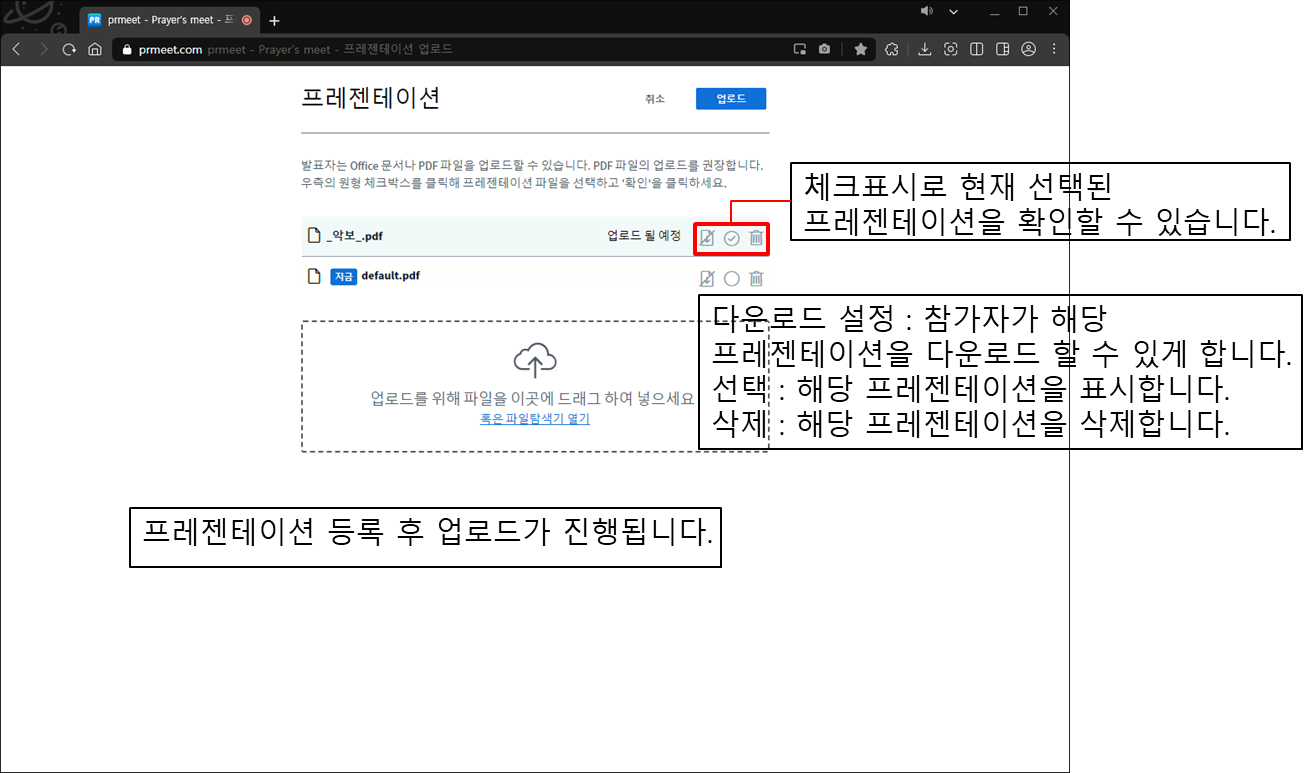 prmeet - Prayer's meet - 프
prmeet.com prmeet - Prayer's meet - 프레젠테이션 업로드
프레젠테이션
취소
업로드
발표자는 Office 문서나 PDF 파일을 업로드할 수 있습니다. PDF 파일의 업로드를 권장합니다.
우측의 원형 체크박스를 클릭해 프레젠테이션 파일을 선택하고 '확인'을 클릭하세요.
체크표시로 현재 선택된
프레젠테이션을 확인할 수 있습니다.
_악보_.pdf 업로드 될 예정
지금 default.pdf
다운로드 설정 : 참가자가 해당
프레젠테이션을 다운로드 할 수 있게 합니다.
선택 : 해당 프레젠테이션을 표시합니다.
삭제 : 해당 프레젠테이션을 삭제합니다.
업로드를 위해 파일을 이곳에 드래그 하여 넣으세요
혹은 파일탐색기 열기
프레젠테이션 등록 후 업로드가 진행됩니다.